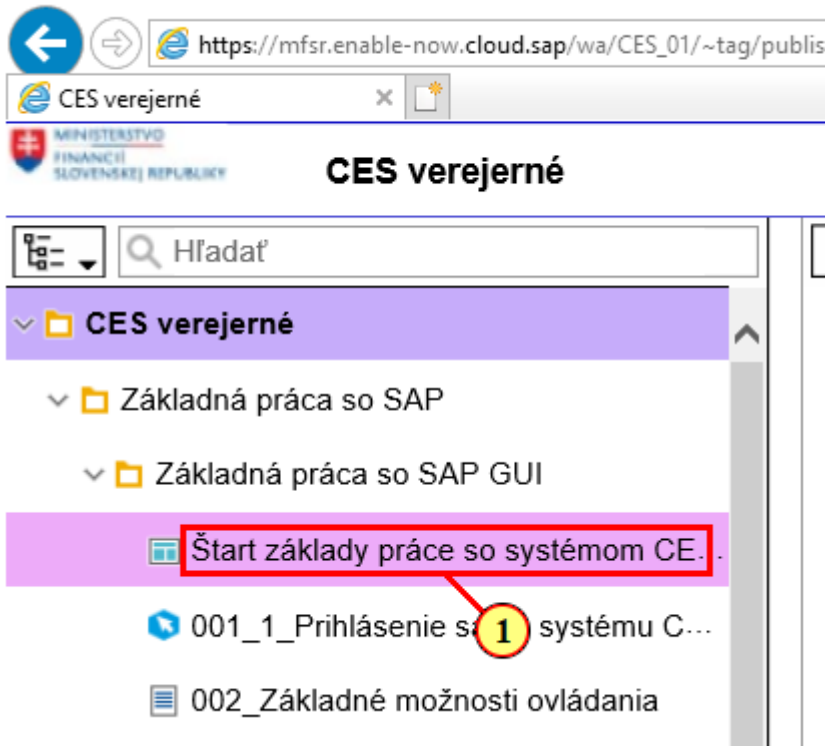 https://mfsr.enable-now.cloud.sap/wa/CES_01/~tag/publis
CES verejerné
MINISTERSTVO
FINANCIÍ
SLOVENSKEJ REPUBLIKY
CES verejerné
Hľadať
CES verejerné
Základná práca so SAP
Základná práca so SAP GUI
Štart základy práce so systémom CE...
001_1_Prihlásenie systému C...
1
002_Základné možnosti ovládania